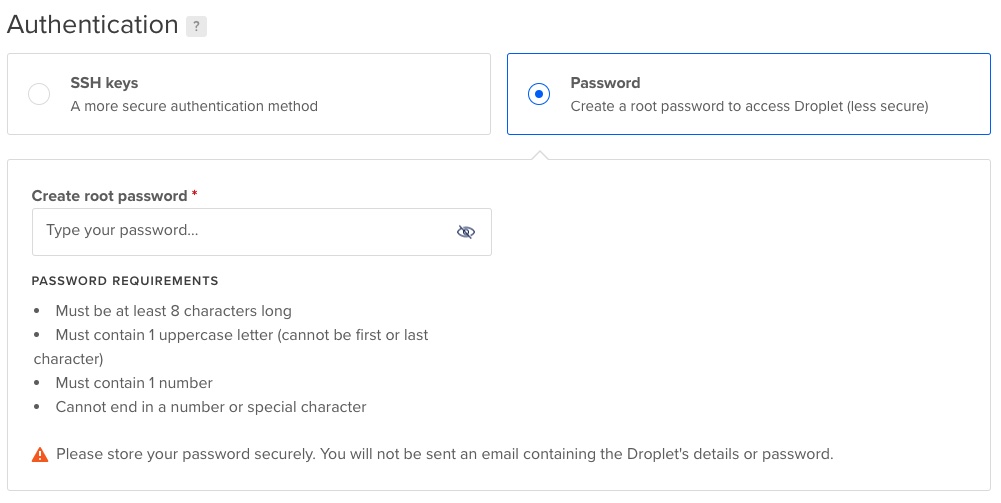 Authentication ?
SSH keys
A more secure authentication method
Password
Create a root password to access Droplet (less secure)
Create root password *
Type your password...
PASSWORD REQUIREMENTS
• Must be at least 8 characters long
• Must contain 1 uppercase letter (cannot be first or last
character)
• Must contain 1 number
• Cannot end in a number or special character
Please store your password securely. You will not be sent an email containing the Droplet's details or password.